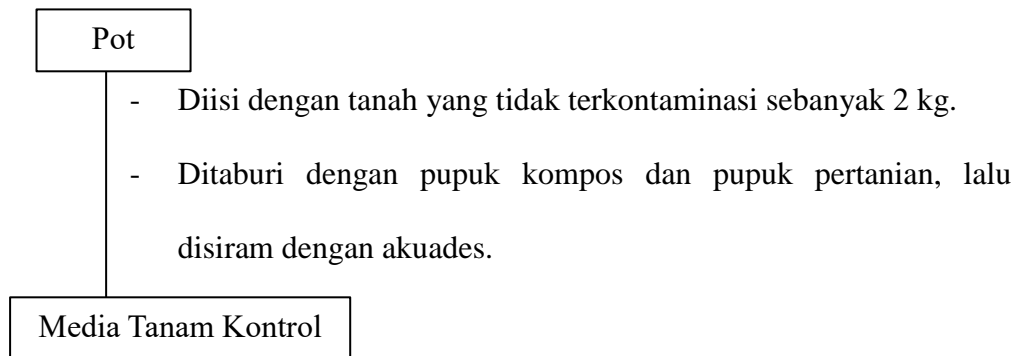 Pot
- Diisi dengan tanah yang tidak terkontaminasi sebanyak 2 kg.
- Ditaburi dengan pupuk kompos dan pupuk pertanian, lalu
disiram dengan akuades.
Media Tanam Kontrol